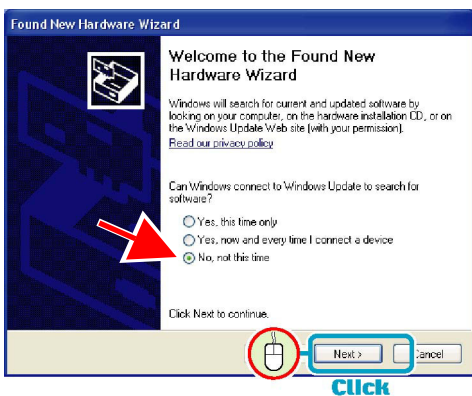 Found New Hardware Wizard
Welcome to the Found New
Hardware Wizard
Windows will search for current and updated software by
looking on your computer, on the hardware installation CD, or on
the Windows Update Web site (with your permission).
Read our privacy policy
Can Windows connect to Windows Update to search for
software?
Yes, this time only
Yes, now and every time I connect a device
No, not this time
Click Next to continue.
Next > Cancel
Click